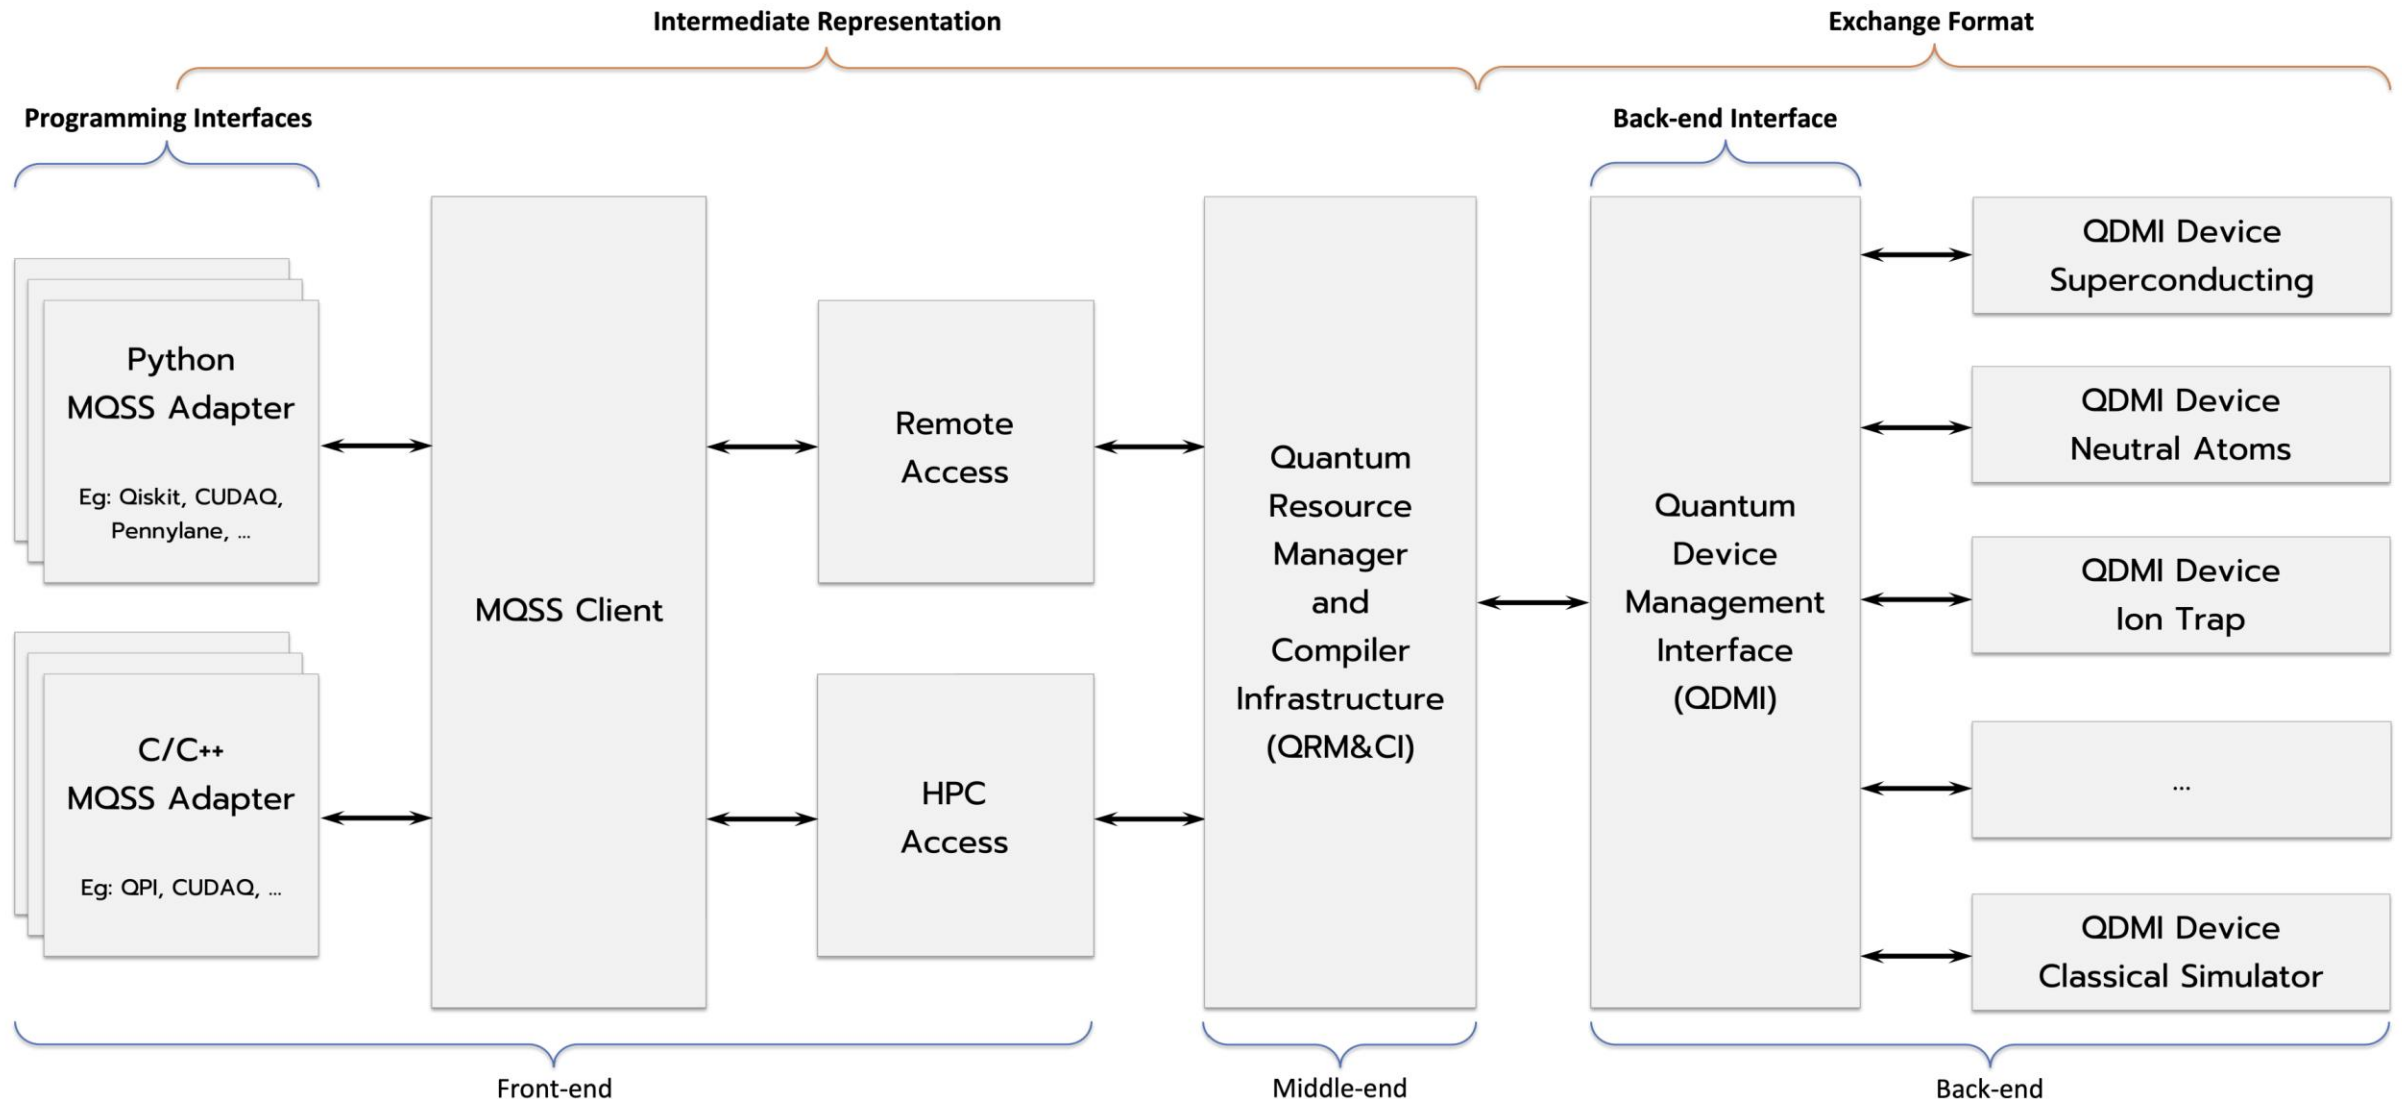 Intermediate Representation
Exchange Format
Programming Interfaces
Back-end Interface
Python
MQSS Adapter
Eg: Qiskit, CUDAQ,
Pennylane, ...
C/C++
MQSS Adapter
Eg: QPI, CUDAQ, ...
MQSS Client
Remote
Access
HPC
Access
Quantum
Resource
Manager
and
Compiler
Infrastructure
(QRM&CI)
Quantum
Device
Management
Interface
(QDMI)
QDMI Device
Superconducting
QDMI Device
Neutral Atoms
QDMI Device
Ion Trap
...
QDMI Device
Classical Simulator
Front-end
Middle-end
Back-end